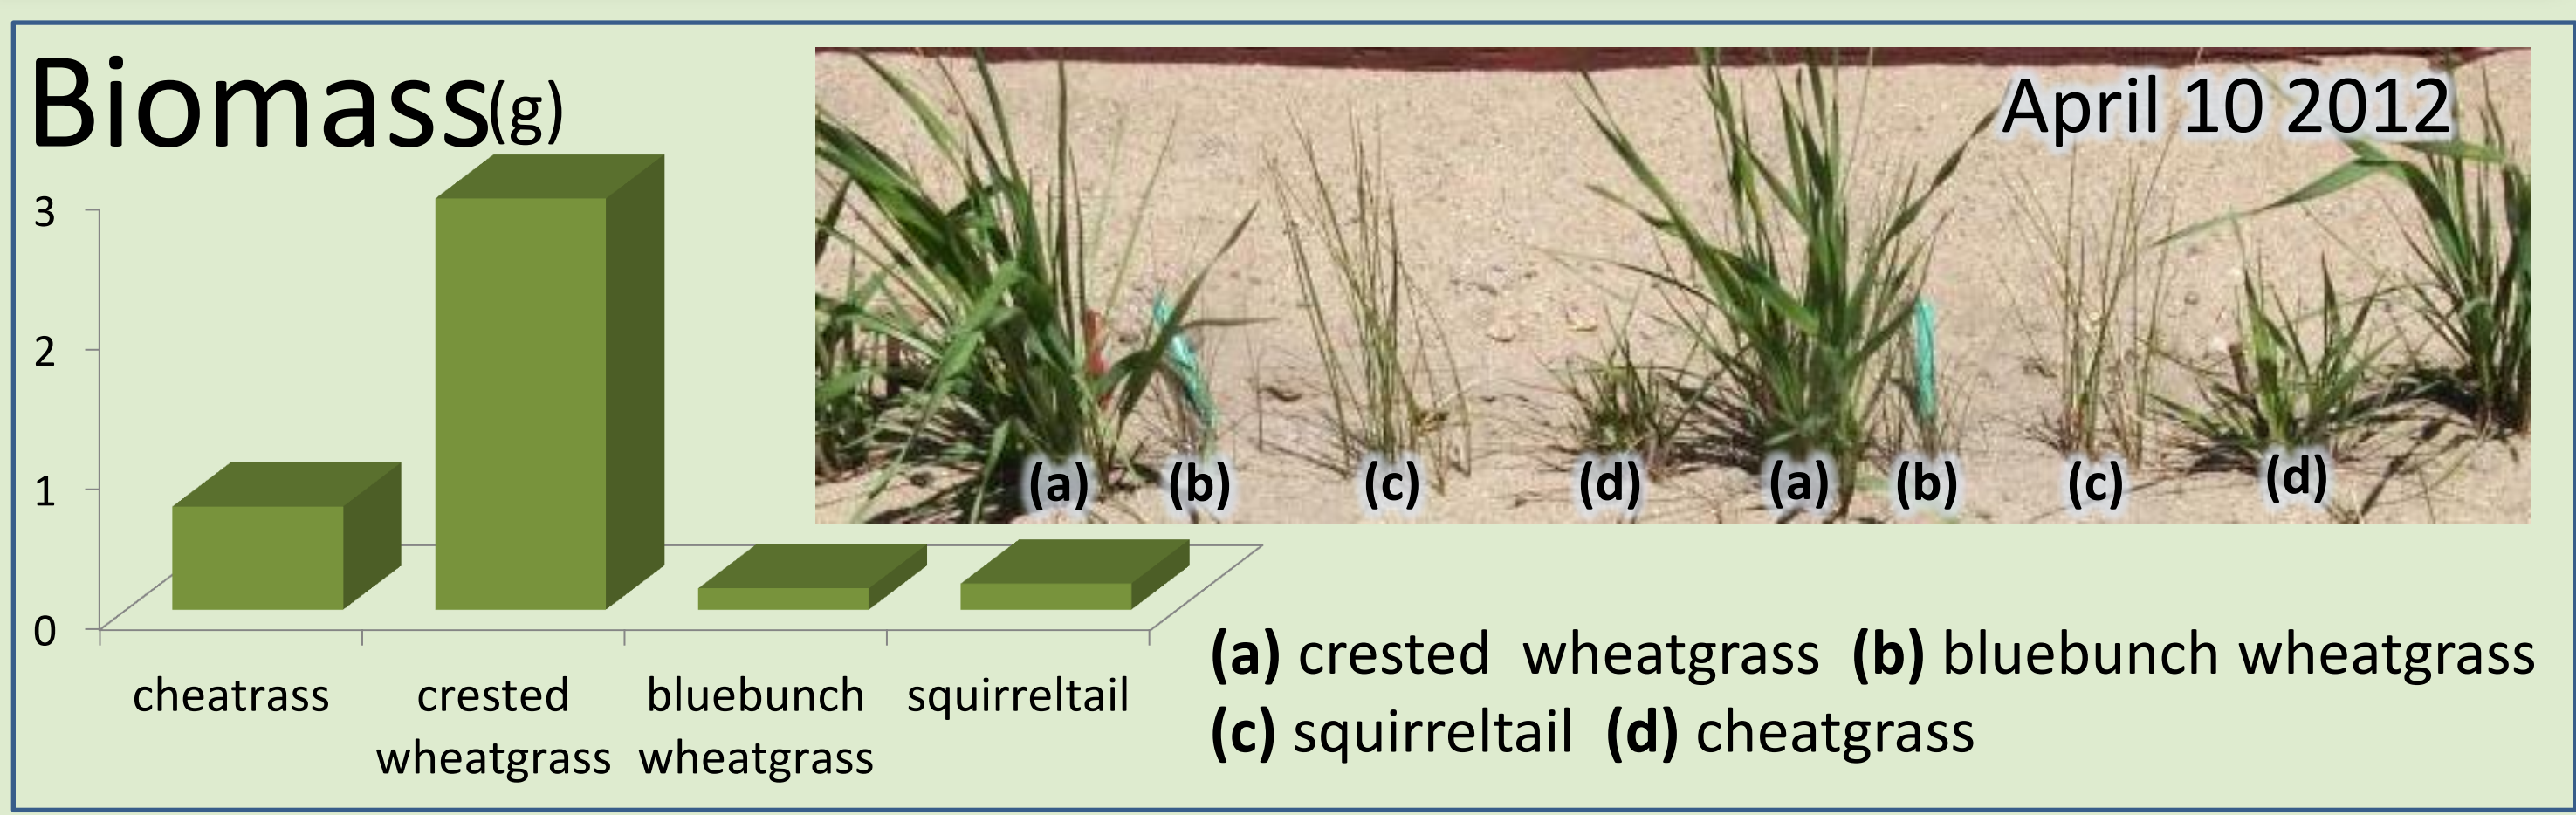 Biomass(g)
April 10 2012
3
2
1
0
cheatrass
crested wheatgrass
bluebunch wheatgrass
squirreltail
(a) (b) (c) (d) (a) (b) (c) (d)
(a) crested wheatgrass (b) bluebunch wheatgrass
(c) squirreltail (d) cheatgrass